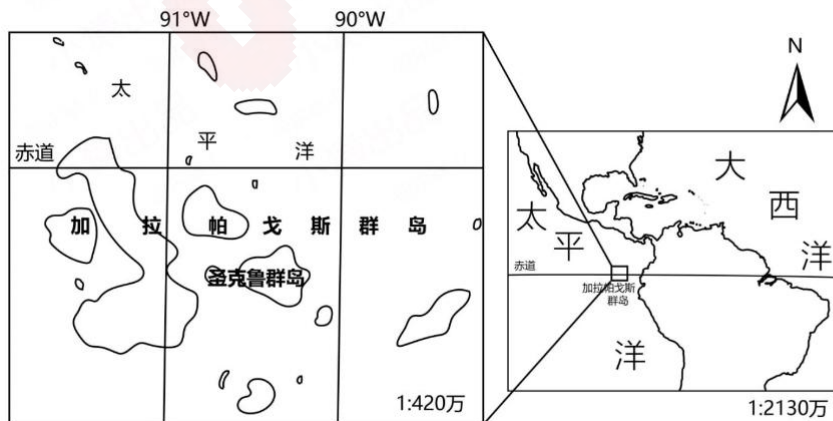 91°W 90°W
太
平 洋
赤道
加 拉 帕 戈 斯 群 岛
圣克鲁群岛
1:420万
N
大
西
洋
太
平
洋
赤道
加拉帕戈斯
群岛
1:2130万